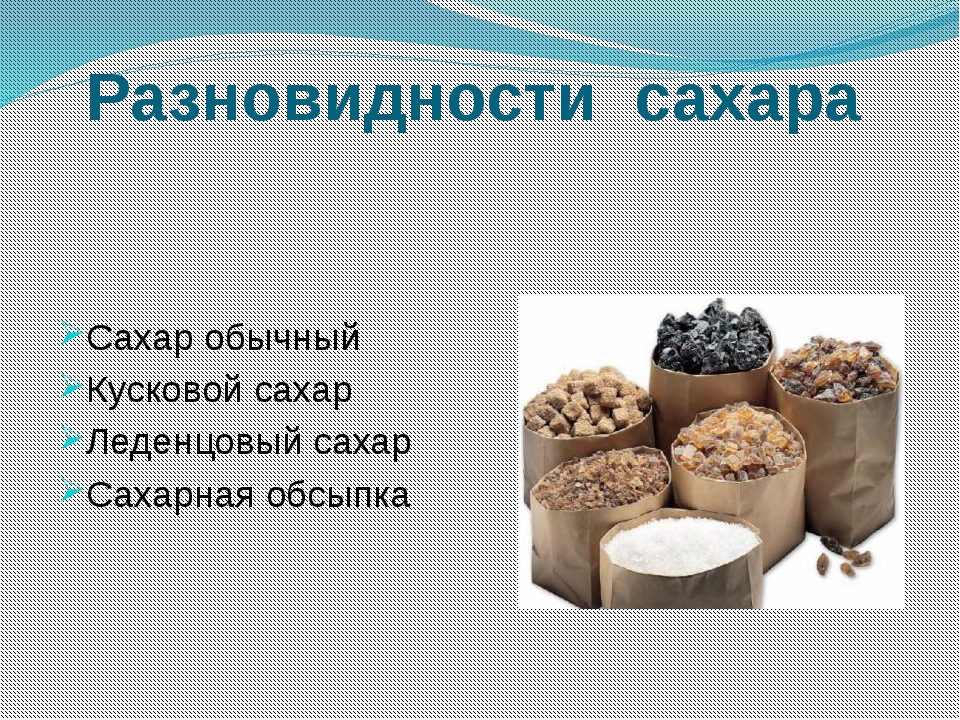 Разновидности сахара
Сахар обычный
Кусковой сахар
Леденцовый сахар
Сахарная обсыпка